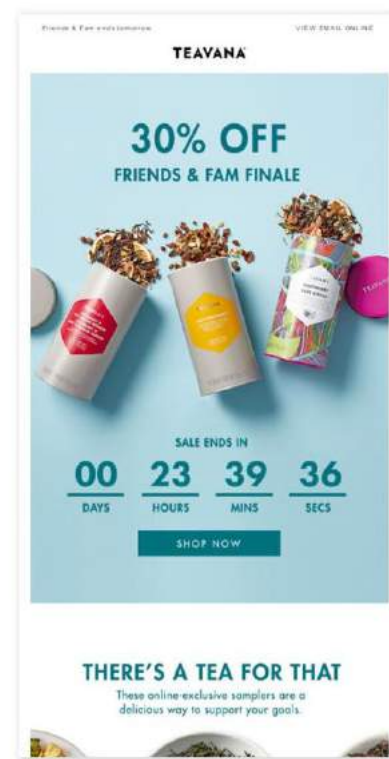 Friends & Fam ends tomorrow
VIEW EMAIL ONLINE
TEAVANA
30% OFF
FRIENDS & FAM FINALE
TEAVANA
SALE ENDS IN
00 23 39 36
DAYS HOURS MINS SECS
SHOP NOW
THERE'S A TEA FOR THAT
These online-exclusive samplers are a
delicious way to support your goals.